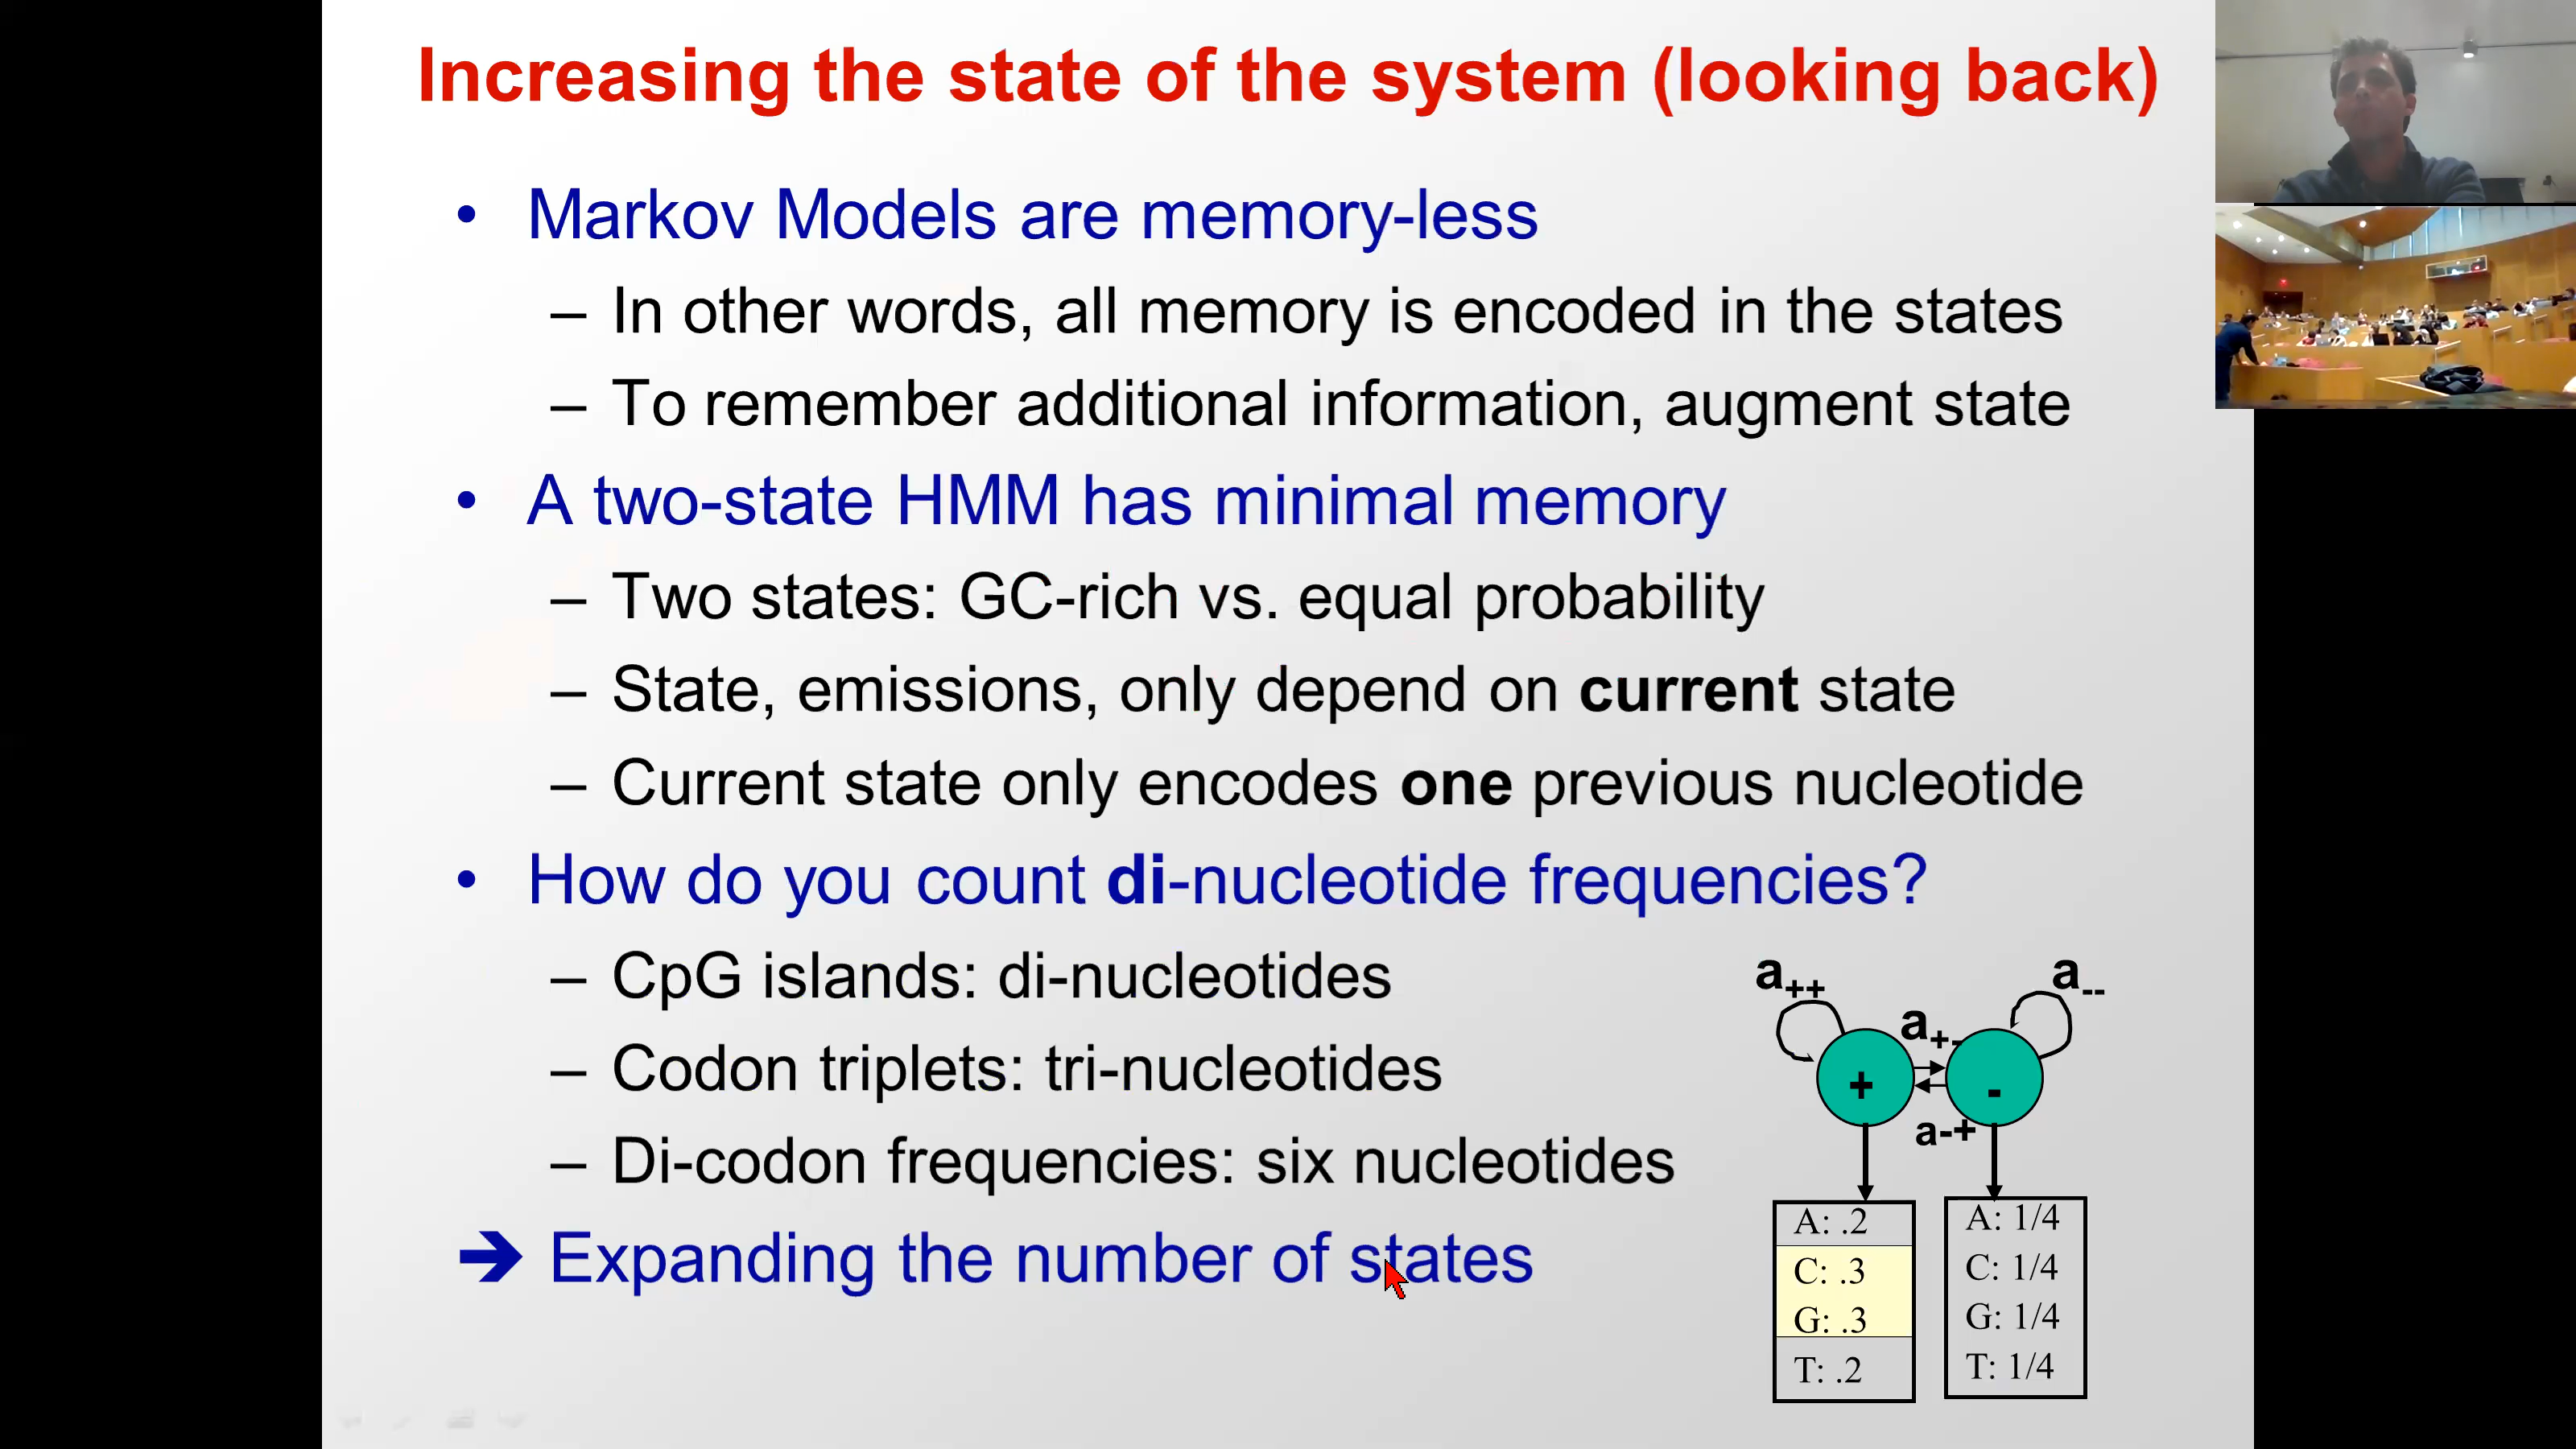 Increasing the state of the system (looking back)
• Markov Models are memory-less
– In other words, all memory is encoded in the states
– To remember additional information, augment state
• A two-state HMM has minimal memory
– Two states: GC-rich vs. equal probability
– State, emissions, only depend on current state
– Current state only encodes one previous nucleotide
• How do you count di-nucleotide frequencies?
– CpG islands: di-nucleotides
– Codon triplets: tri-nucleotides
– Di-codon frequencies: six nucleotides
➔ Expanding the number of states
a++
a--
a+-
+
-
a-+
A: .2
C: .3
G: .3
T: .2
A: 1/4
C: 1/4
G: 1/4
T: 1/4